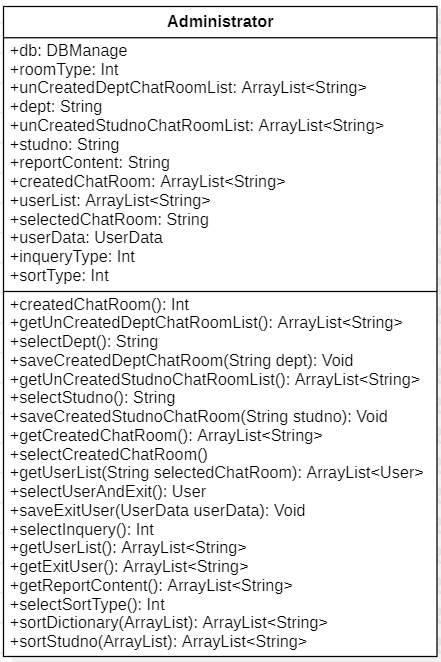 Administrator
+db: DBManage
+roomType: Int
+unCreatedDeptChatRoomList: ArrayList<String>
+dept: String
+unCreatedStudnoChatRoomList: ArrayList<String>
+studno: String
+reportContent: String
+createdChatRoom: ArrayList<String>
+userList: ArrayList<String>
+selectedChatRoom: String
+userData: UserData
+inqueryType: Int
+sortType: Int
+createdChatRoom(): Int
+getUnCreatedDeptChatRoomList(): ArrayList<String>
+selectDept(): String
+saveCreatedDeptChatRoom(String dept): Void
+getUnCreatedStudnoChatRoomList(): ArrayList<String>
+selectStudno(): String
+saveCreatedStudnoChatRoom(String studno): Void
+getCreatedChatRoom(): ArrayList<String>
+selectCreatedChatRoom()
+getUserList(String selectedChatRoom): ArrayList<User>
+selectUserAndExit(): User
+saveExitUser(UserData userData): Void
+selectInquery(): Int
+getUserList(): ArrayList<String>
+getExitUser(): ArrayList<String>
+getReportContent(): ArrayList<String>
+selectSortType(): Int
+sortDictionary(ArrayList): ArrayList<String>
+sortStudno(ArrayList): ArrayList<String>